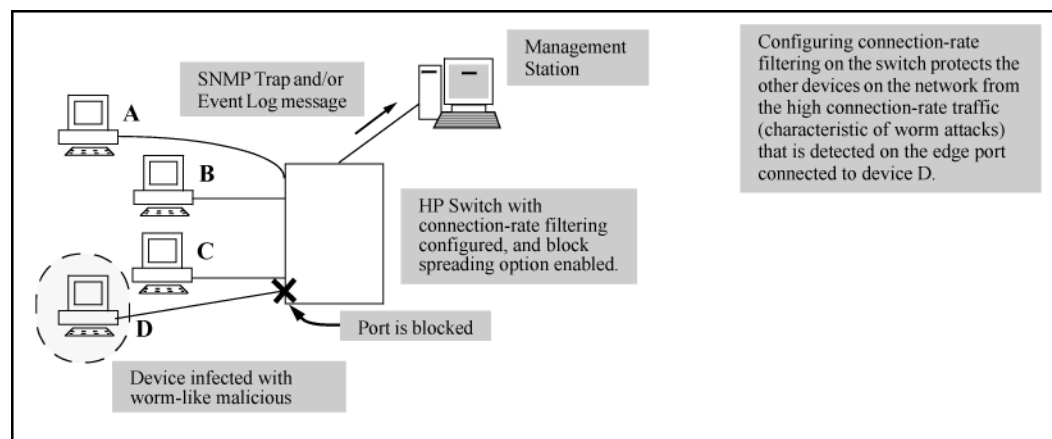 Management
Station
SNMP Trap and/or
Event Log message
Configuring connection-rate
filtering on the switch protects the
other devices on the network from
the high connection-rate traffic
(characteristic of worm attacks)
that is detected on the edge port
connected to device D.
A
B
C
D
HP Switch with
connection-rate filtering
configured, and block
spreading option enabled.
Port is blocked
Device infected with
worm-like malicious